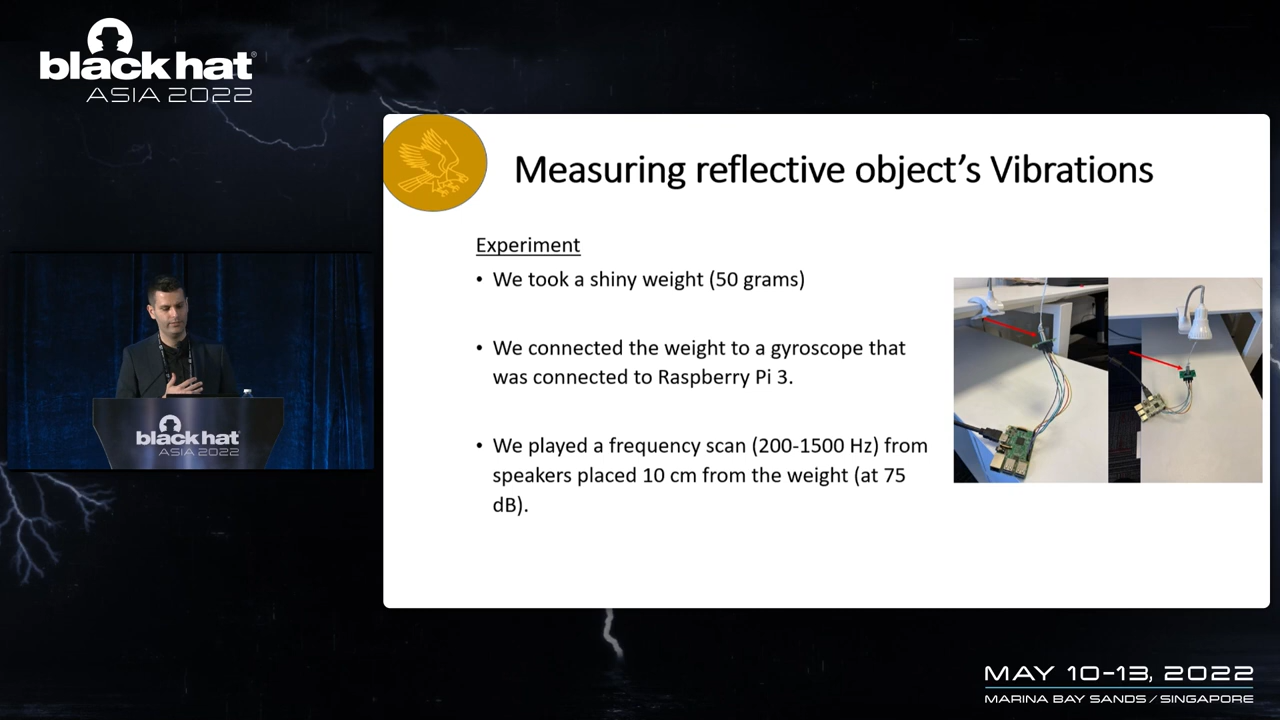 black hat®
ASIA 2022
Measuring reflective object's Vibrations
Experiment
• We took a shiny weight (50 grams)
• We connected the weight to a gyroscope that
was connected to Raspberry Pi 3.
• We played a frequency scan (200-1500 Hz) from
speakers placed 10 cm from the weight (at 75
dB).
black hat
ASIA 2022
MAY 10-13, 2022
MARINA BAY SANDS / SINGAPORE